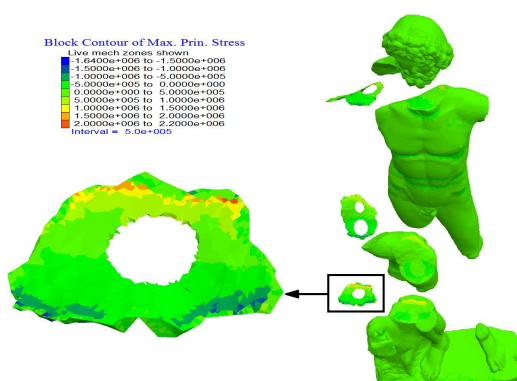 Block Contour of Max. Prin. Stress
Live mech zones shown
-1.6400e+006 to -1.5000e+006
-1.5000e+006 to -1.0000e+006
-1.0000e+006 to -5.0000e+005
-5.0000e+005 to 0.0000e+000
0.0000e+000 to 5.0000e+005
5.0000e+005 to 1.0000e+006
1.0000e+006 to 1.5000e+006
1.5000e+006 to 2.0000e+006
2.0000e+006 to 2.2000e+006
Interval = 5.0e+005